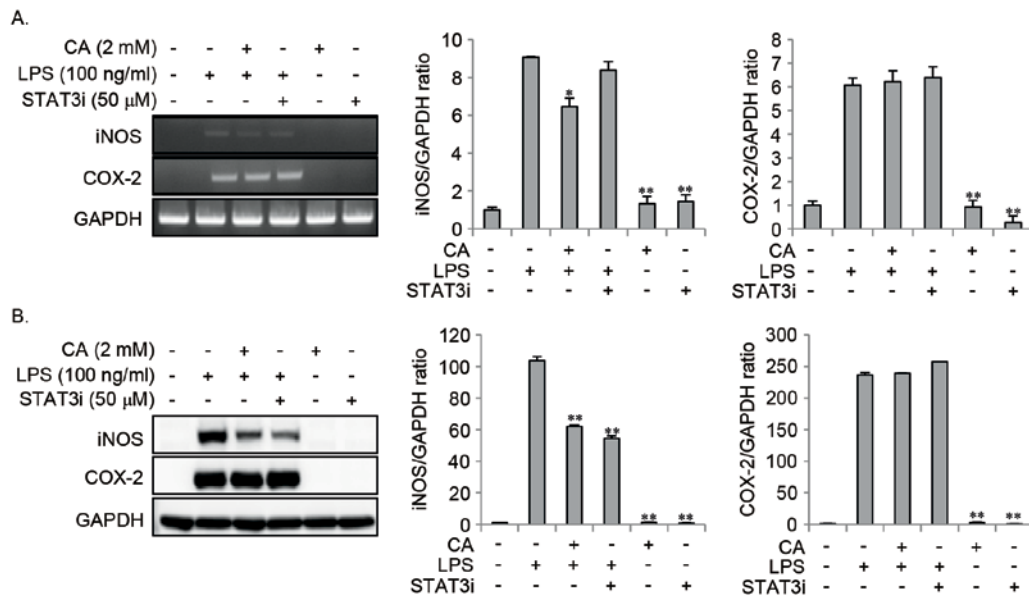 A.
CA (2 mM) - - + - + -
LPS (100 ng/ml) - + + + - -
STAT3i (50 μM) - - - + - +
iNOS
COX-2
GAPDH
iNOS/GAPDH ratio
10
8
6
4
2
0
* ** **
CA - - + - + -
LPS - + + + - -
STAT3i - - - + - +
COX-2/GAPDH ratio
8
7
6
5
4
3
2
1
0
** **
CA - - + - + -
LPS - + + + - -
STAT3i - - - + - +
B.
CA (2 mM) - - + - + -
LPS (100 ng/ml) - + + + - -
STAT3i (50 μM) - - - + - +
iNOS
COX-2
GAPDH
iNOS/GAPDH ratio
120
100
80
60
40
20
0
** ** ** **
CA - - + - + -
LPS - + + + - -
STAT3i - - - + - +
COX-2/GAPDH ratio
300
250
200
150
100
50
0
** **
CA - - + - + -
LPS - + + + - -
STAT3i - - - + - +